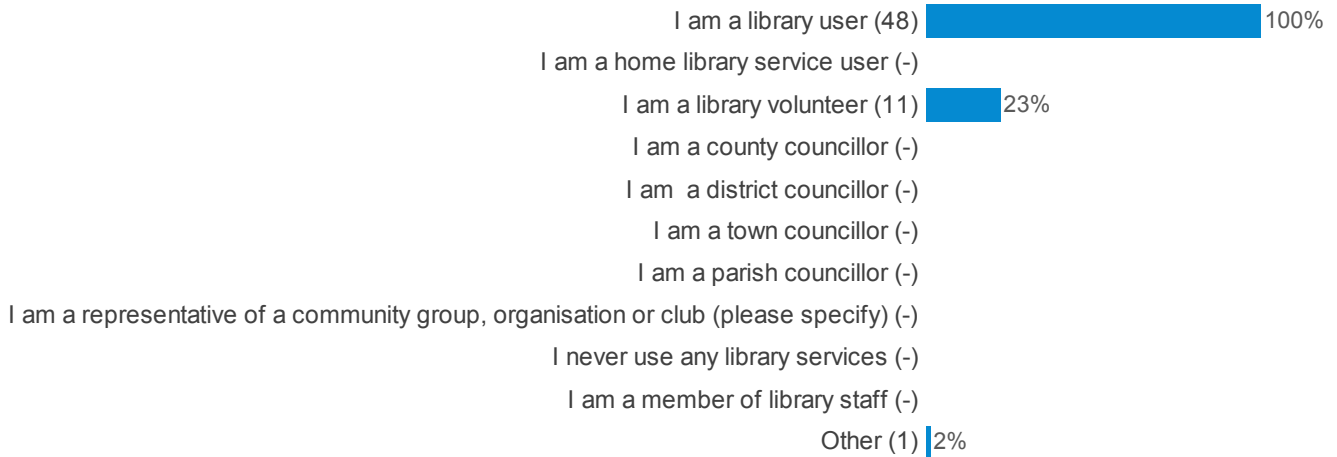 I am a library user (48) 100%
I am a home library service user (-)
I am a library volunteer (11) 23%
I am a county councillor (-)
I am  a district councillor (-)
I am a town councillor (-)
I am a parish councillor (-)
I am a representative of a community group, organisation or club (please specify) (-)
I never use any library services (-)
I am a member of library staff (-)
Other (1) 2%